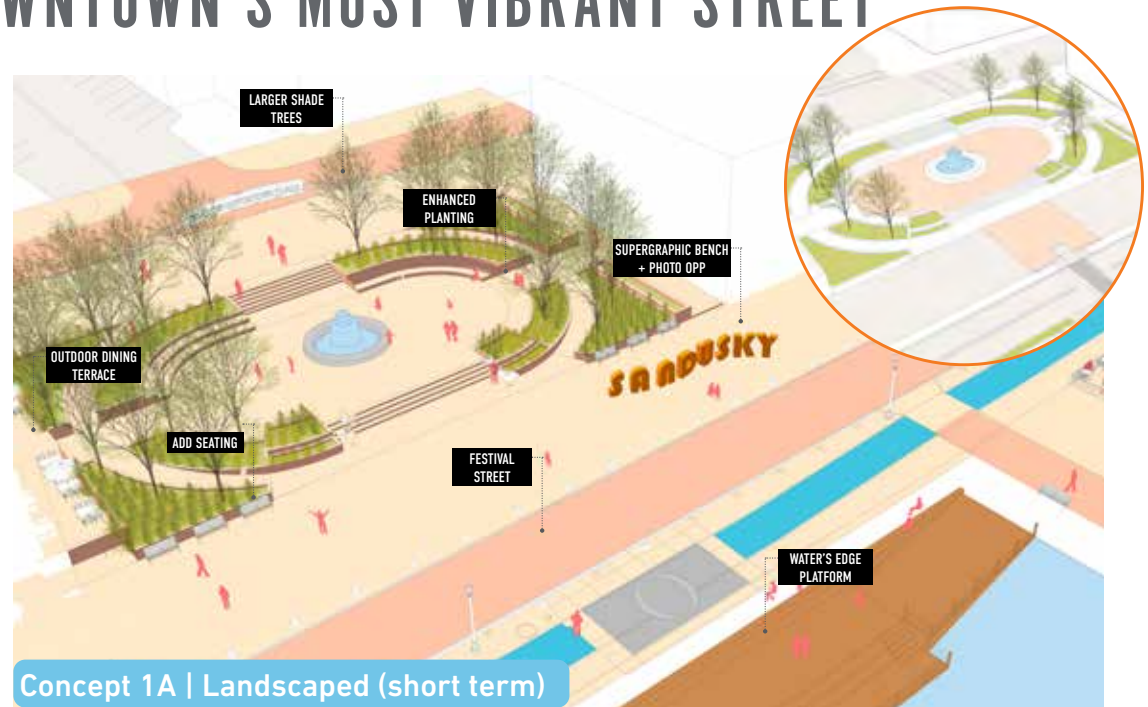 WNTOWN'S MOST VIBRANT STREET
LARGER SHADE
TREES
ENHANCED
PLANTING
SUPERGRAPHIC BENCH
+ PHOTO OPP
OUTDOOR DINING
TERRACE
SANDUSKY
ADD SEATING
FESTIVAL
STREET
WATER'S EDGE
PLATFORM
Concept 1A | Landscaped (short term)